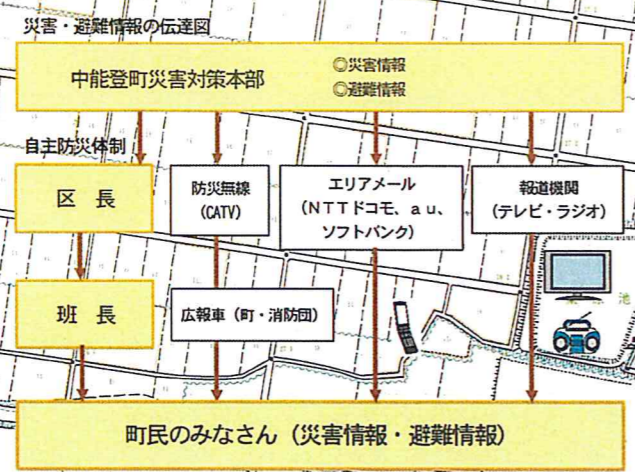 災害・避難情報の伝達図
中能登町災害対策本部
◎災害情報
◎避難情報
自主防災体制
区 長
防災無線
(CATV)
エリアメール
(NTTドコモ、au、
ソフトバンク)
報道機関
(テレビ・ラジオ)
班 長
広報車(町・消防団)
池
町民のみなさん(災害情報・避難情報)